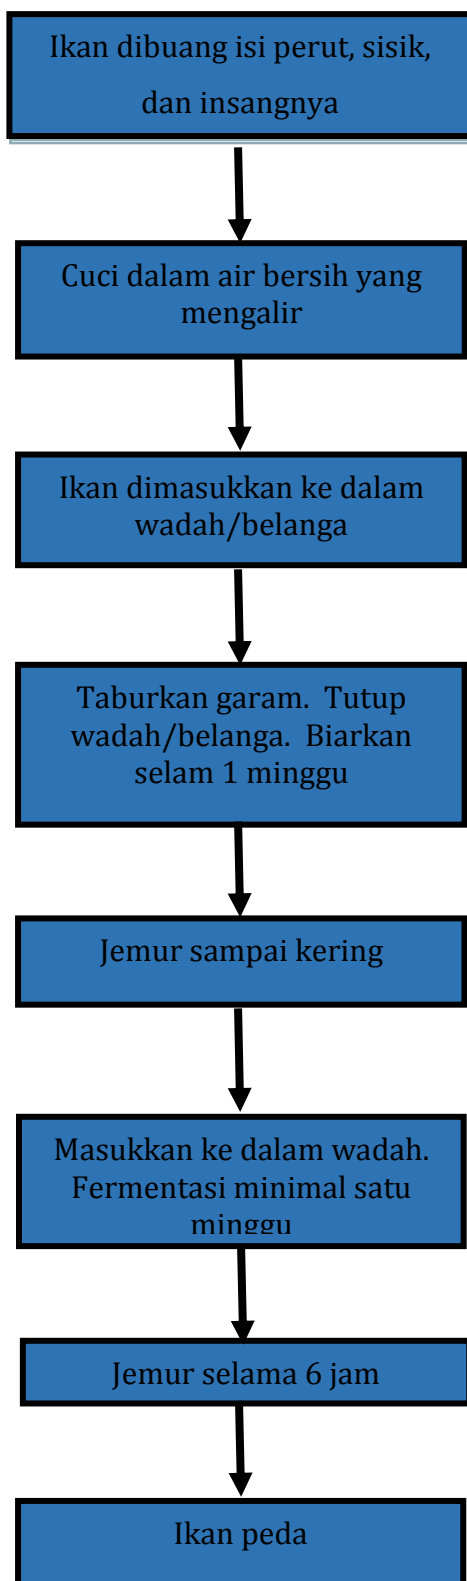 Ikan dibuang isi perut, sisik,
dan insangnya
Cuci dalam air bersih yang
mengalir
Ikan dimasukkan ke dalam
wadah/belanga
Taburkan garam.  Tutup
wadah/belanga.  Biarkan
selam 1 minggu
Jemur sampai kering
Masukkan ke dalam wadah.
Fermentasi minimal satu
minggu
Jemur selama 6 jam
Ikan peda